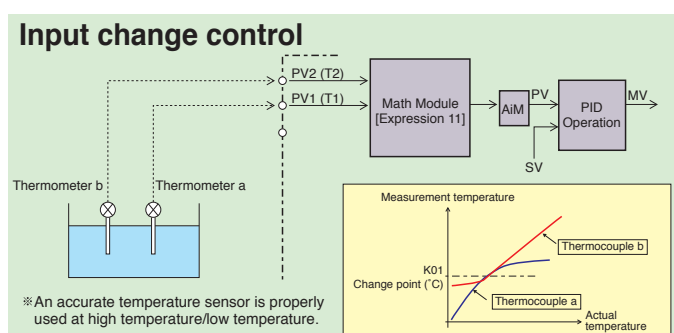 Input change control
PV2 (T2)
PV1 (T1)
Math Module
[Expression 11]
AiM
PV
PID
Operation
MV
SV
Thermometer b
Thermometer a
※An accurate temperature sensor is properly
used at high temperature/low temperature.
Measurement temperature
Thermocouple b
K01
Change point (˚C)
Thermocouple a
Actual
temperature